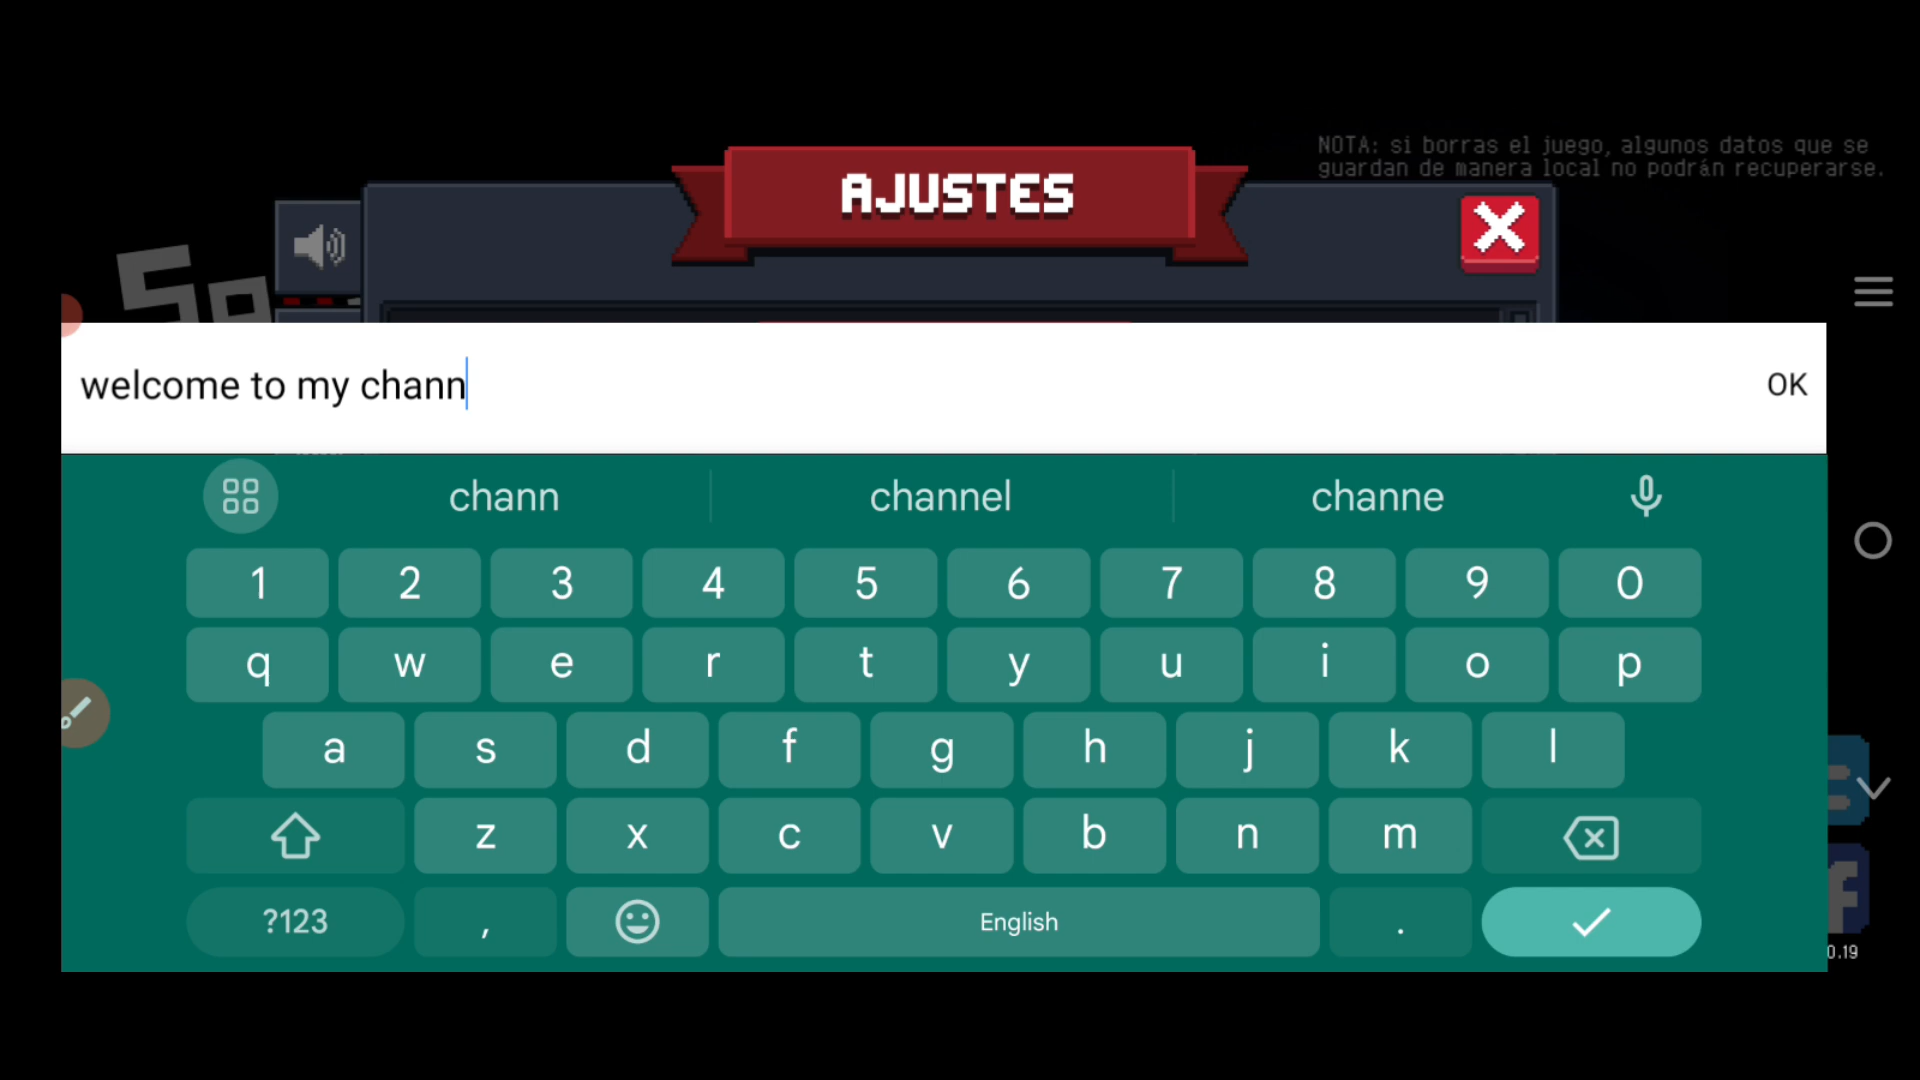 NOTA: si borras el juego, algunos datos que se
guardan de manera local no podrán recuperarse.
AJUSTES
So
welcome to my chann
OK
chann channel channe
1 2 3 4 5 6 7 8 9 0
q w e r t y u i o p
a s d f g h j k l
z x c v b n m
?123 , English .
0.19